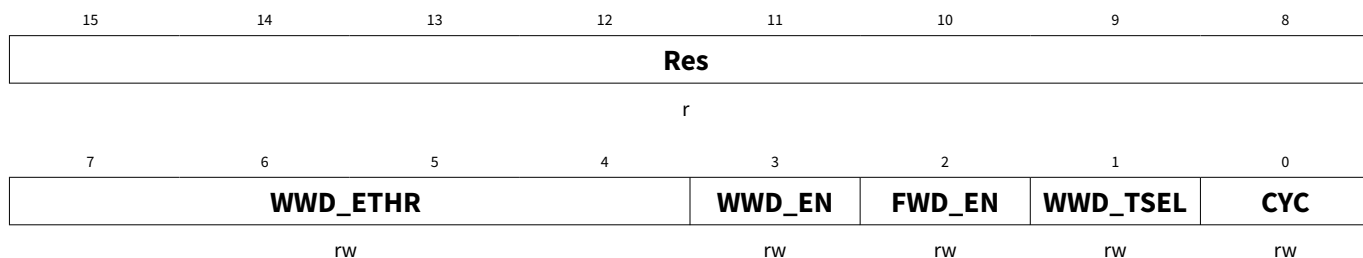 15 14 13 12 11 10 9 8
Res
r
7 6 5 4 3 2 1 0
WWD_ETHR WWD_EN FWD_EN WWD_TSEL CYC
rw rw rw rw rw